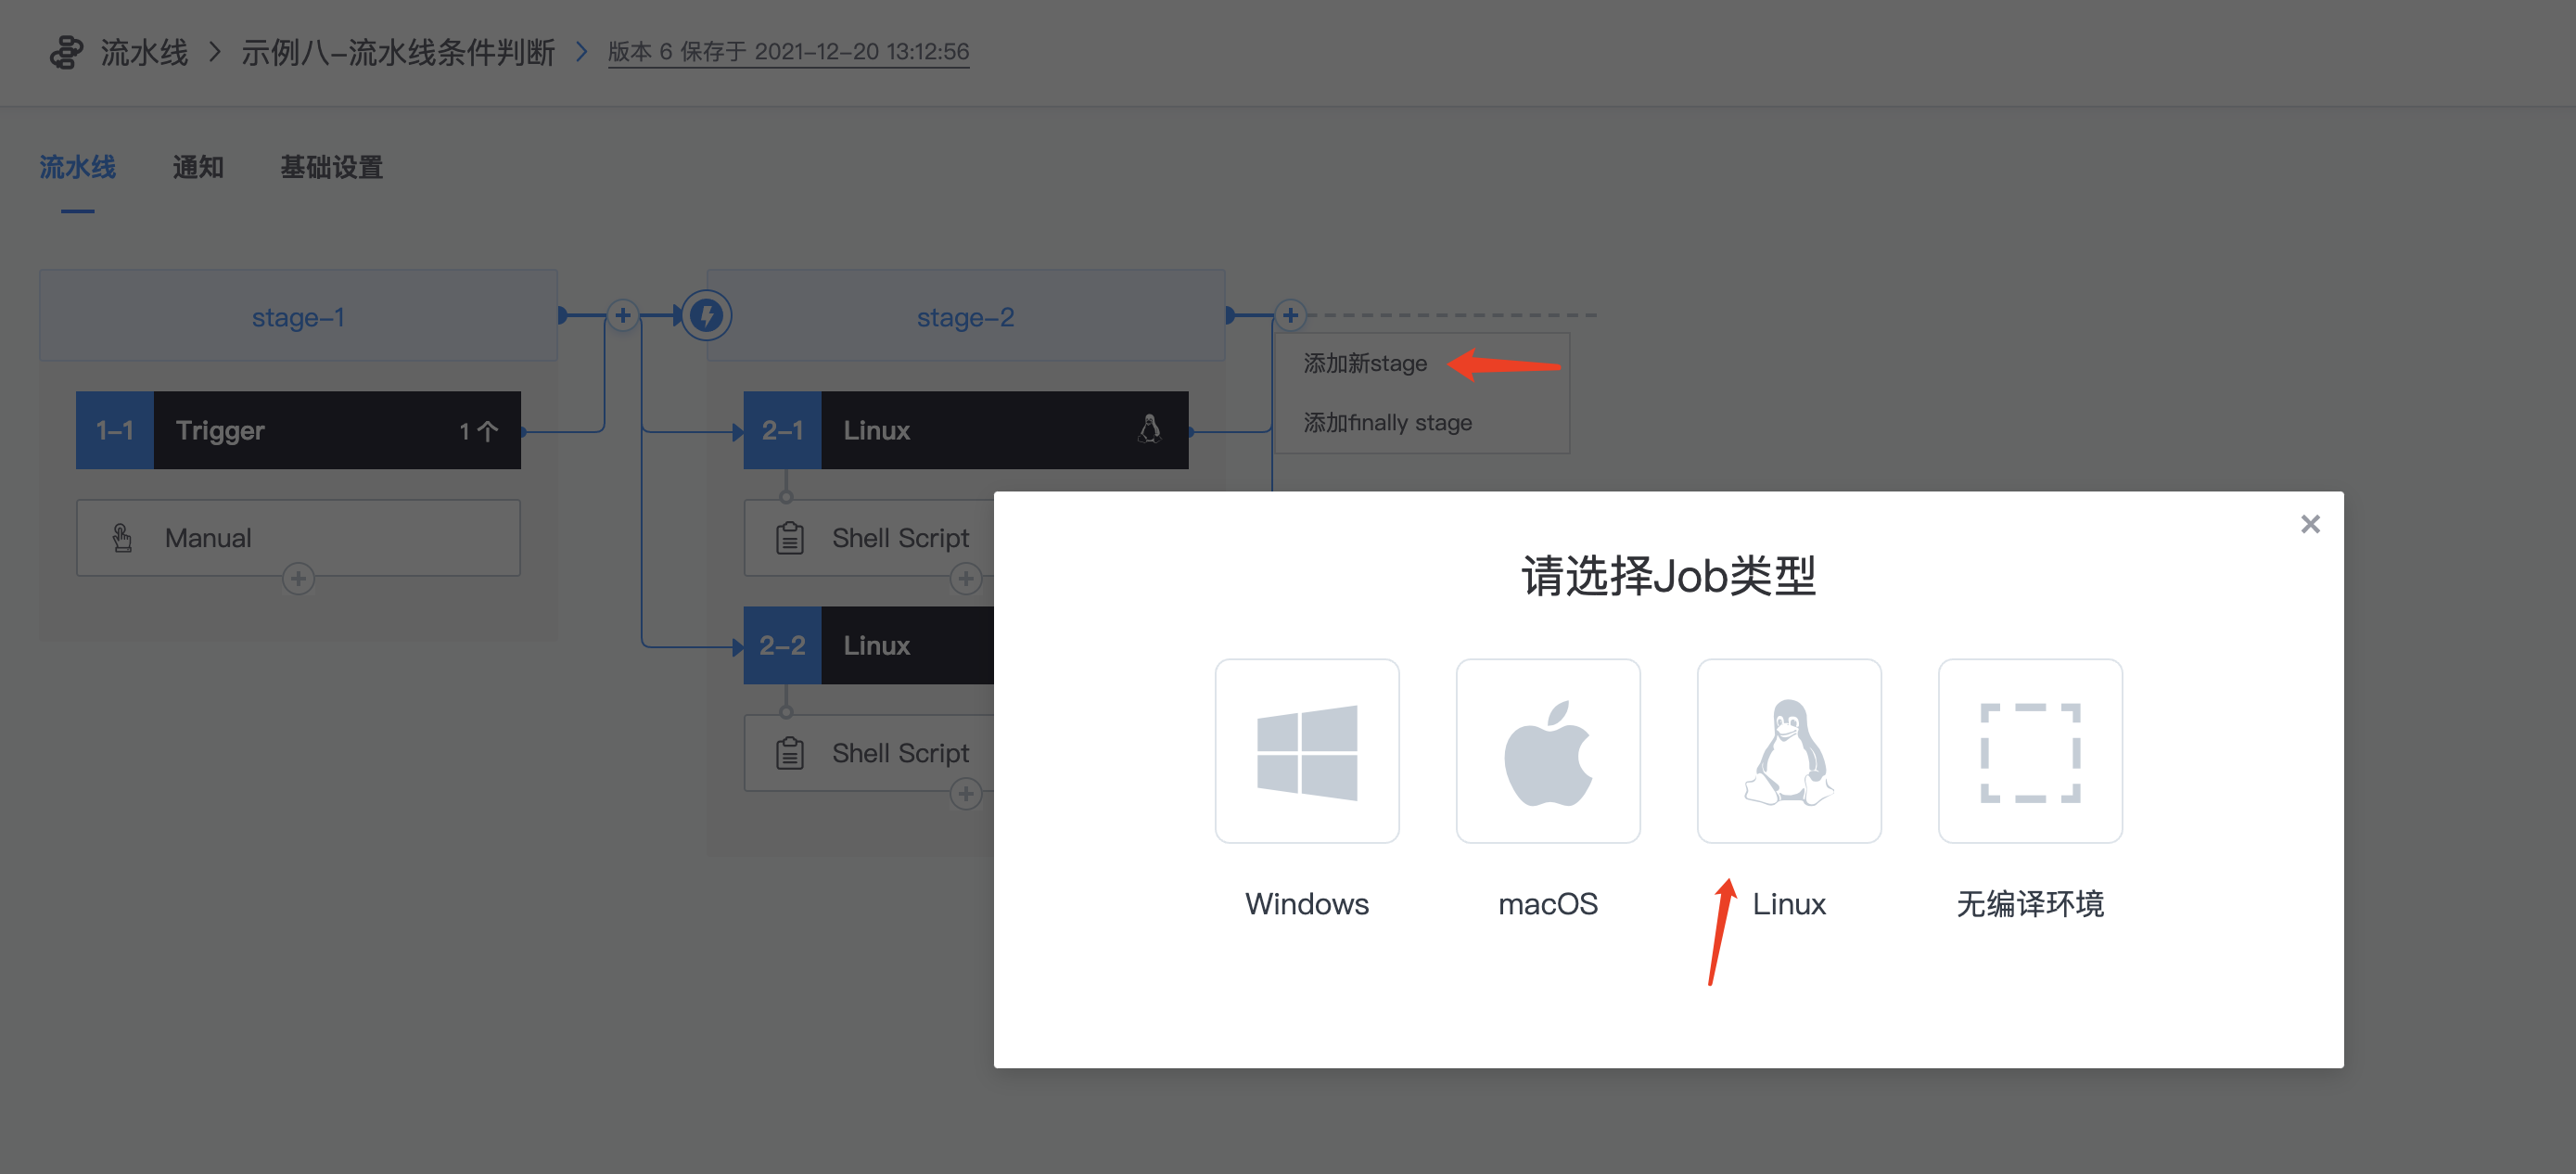 流水线 > 示例八-流水线条件判断 > 版本 6 保存于 2021-12-20 13:12:56
流水线 通知 基础设置
stage-1
stage-2
添加新stage
添加finally stage
1-1 Trigger 1 个
Manual
2-1 Linux
Shell Script
2-2 Linux
Shell Script
请选择Job类型
Windows macOS Linux 无编译环境